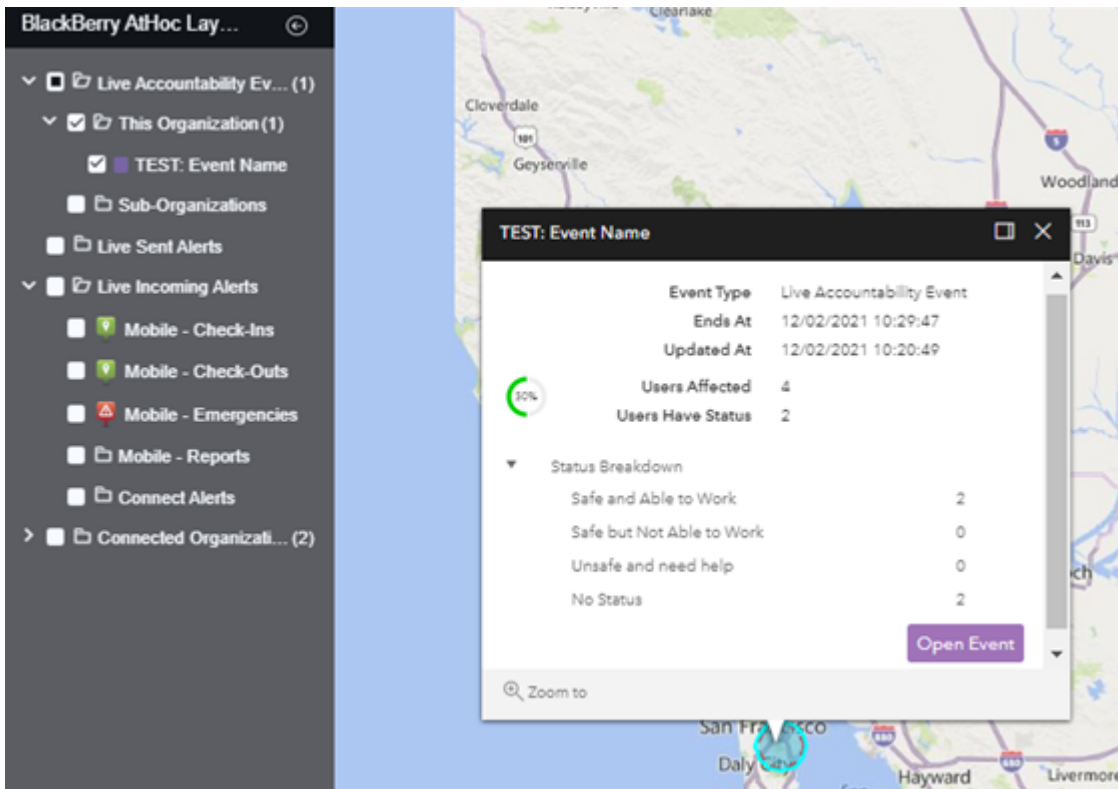 BlackBerry AtHoc Lay...
Live Accountability Ev... (1)
This Organization (1)
TEST: Event Name
Sub-Organizations
Live Sent Alerts
Live Incoming Alerts
Mobile - Check-Ins
Mobile - Check-Outs
Mobile - Emergencies
Mobile - Reports
Connect Alerts
Connected Organizati... (2)
Clearlake
Cloverdale
101
Geyserville
5
Woodland
113
Davis
TEST: Event Name
Event Type Live Accountability Event
Ends At 12/02/2021 10:29:47
Updated At 12/02/2021 10:20:49
Users Affected 4
50%
Users Have Status 2
Status Breakdown
Safe and Able to Work 2
Safe but Not Able to Work 0
Unsafe and need help 0
No Status 2
Open Event
Zoom to
San Francisco
Daly City
Hayward
Livermore